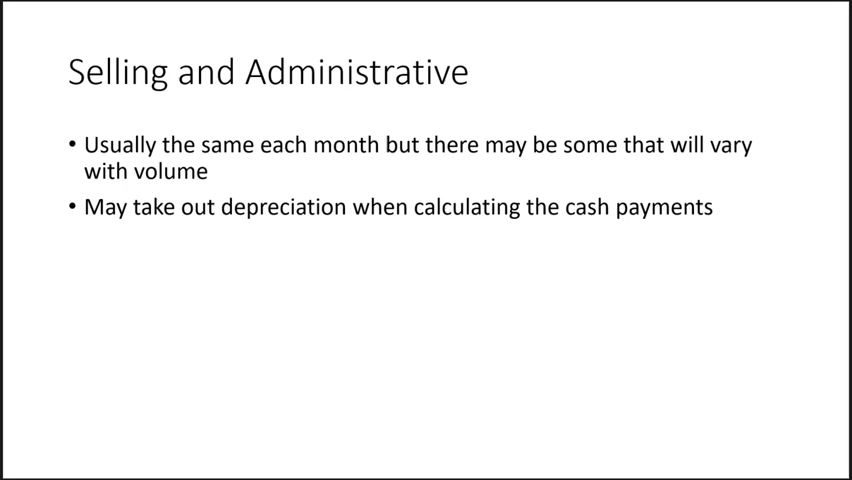 Selling and Administrative
• Usually the same each month but there may be some that will vary
with volume
• May take out depreciation when calculating the cash payments